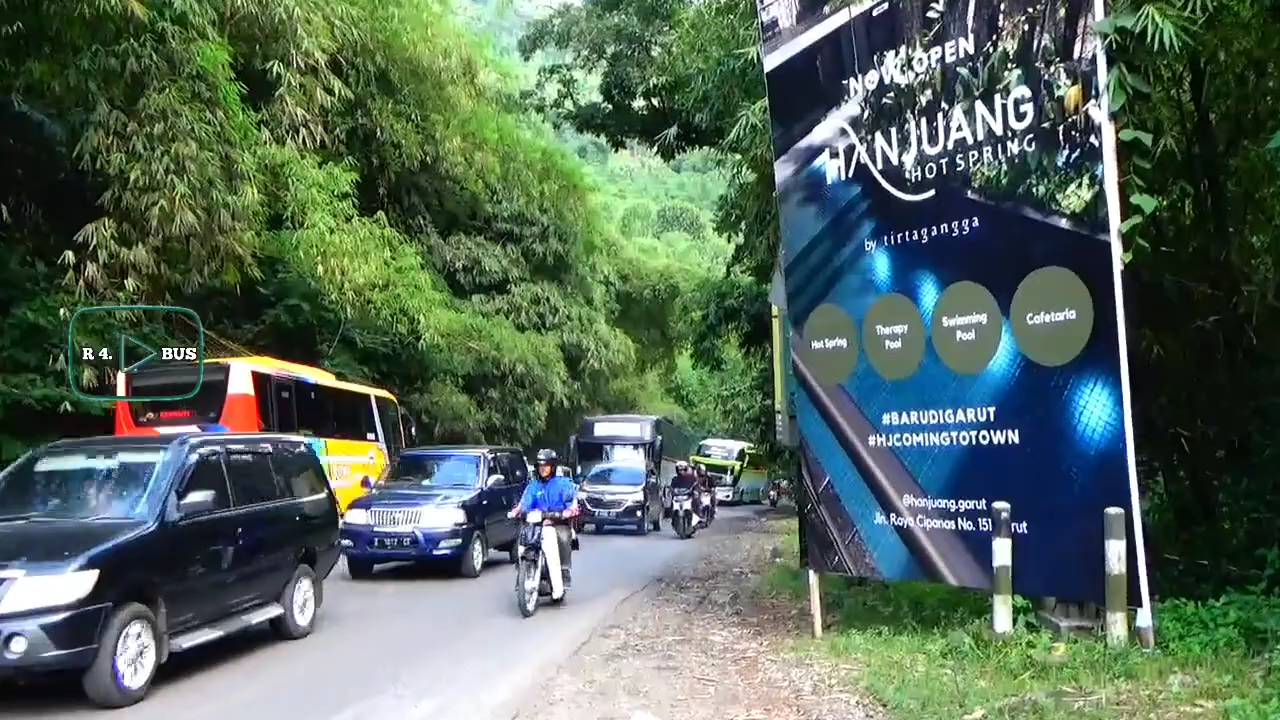 NOW OPEN
HANJUANG
HOT SPRING
by tirtagangga
Hot Spring
Therapy
Pool
Swimming
Pool
Cafetaria
#BARUDIGARUT
#HJCOMINGTOTOWN
@hanjuang.garut
Jln. Raya Cipanas No. 151
R 4. BUS